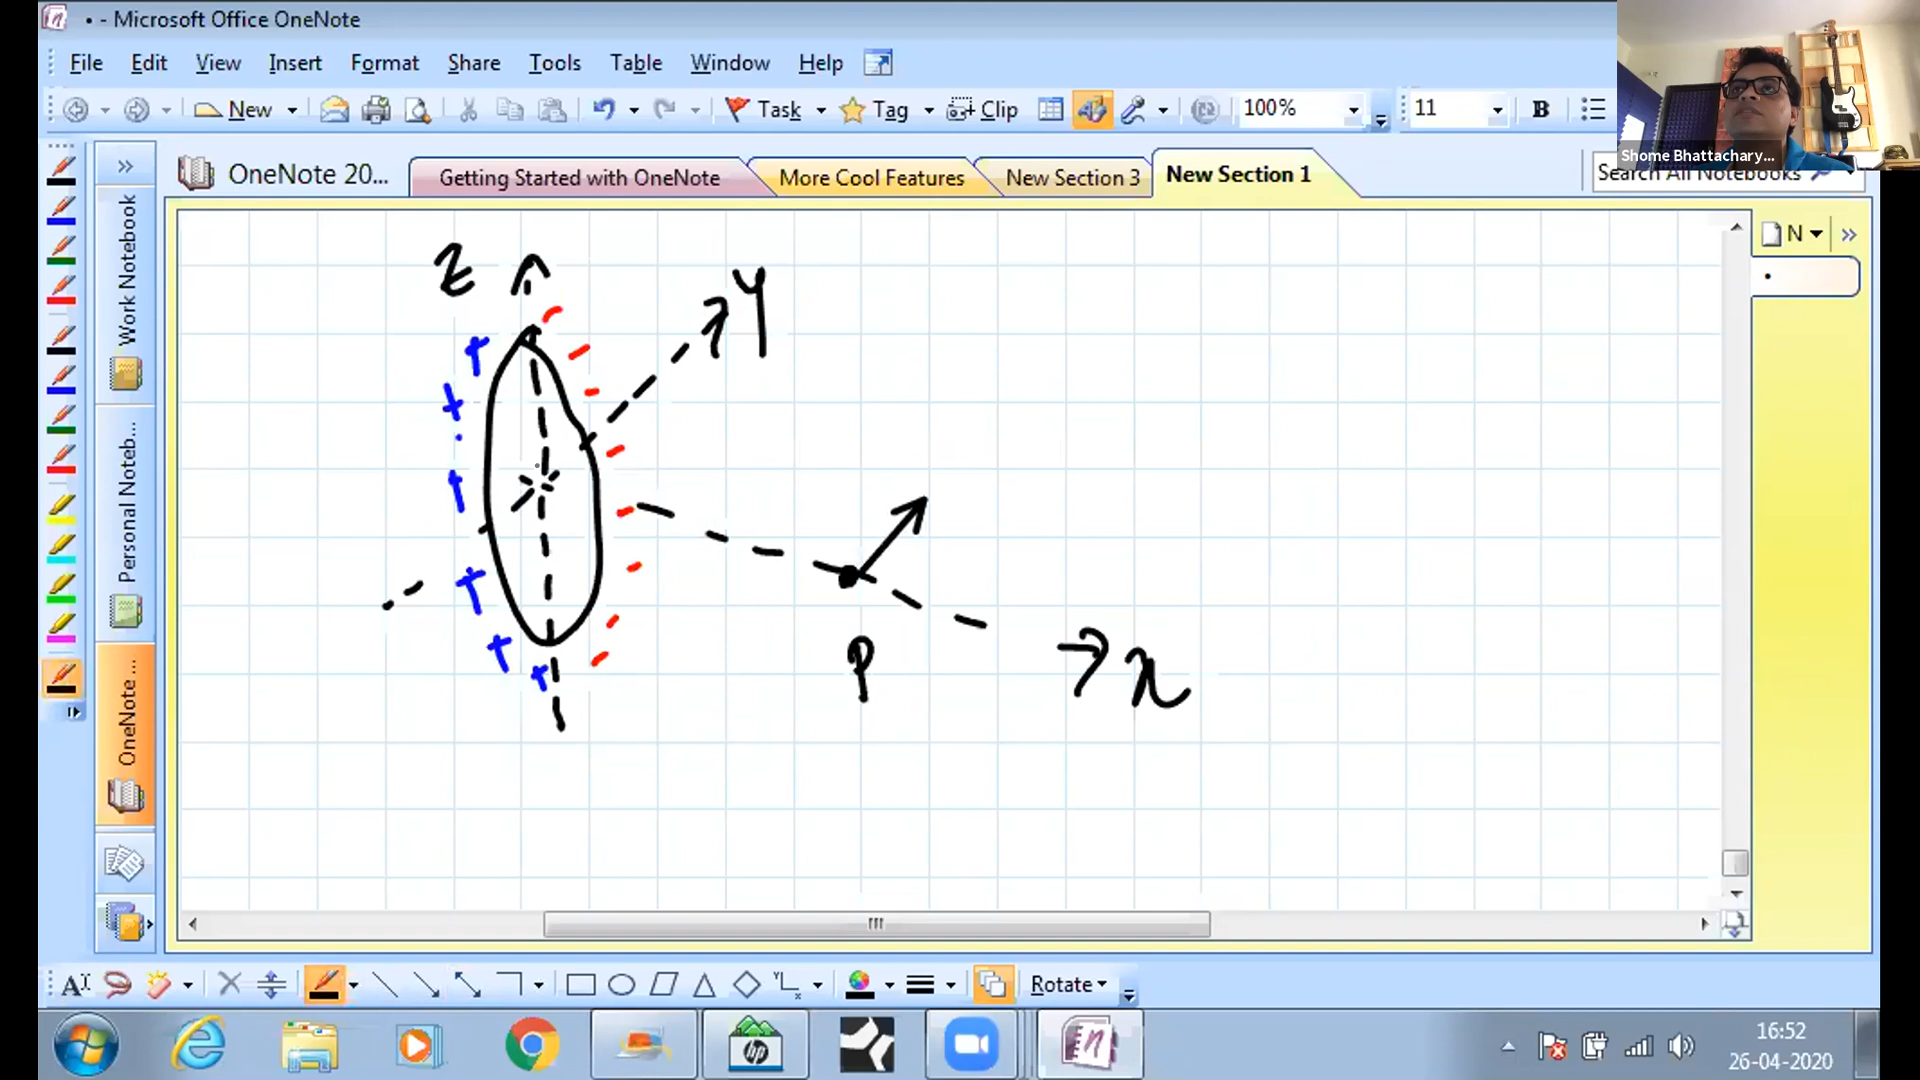 • - Microsoft Office OneNote
File Edit View Insert Format Share Tools Table Window Help
New Task Tag Clip 100% 11 B
Shome Bhattachary...
OneNote 20... Getting Started with OneNote More Cool Features New Section 3 New Section 1 Search All Notebooks
N
•
Work Notebook
Personal Noteb...
OneNote ...
Z
Y
P
x
Rotate
16:52
26-04-2020
hp